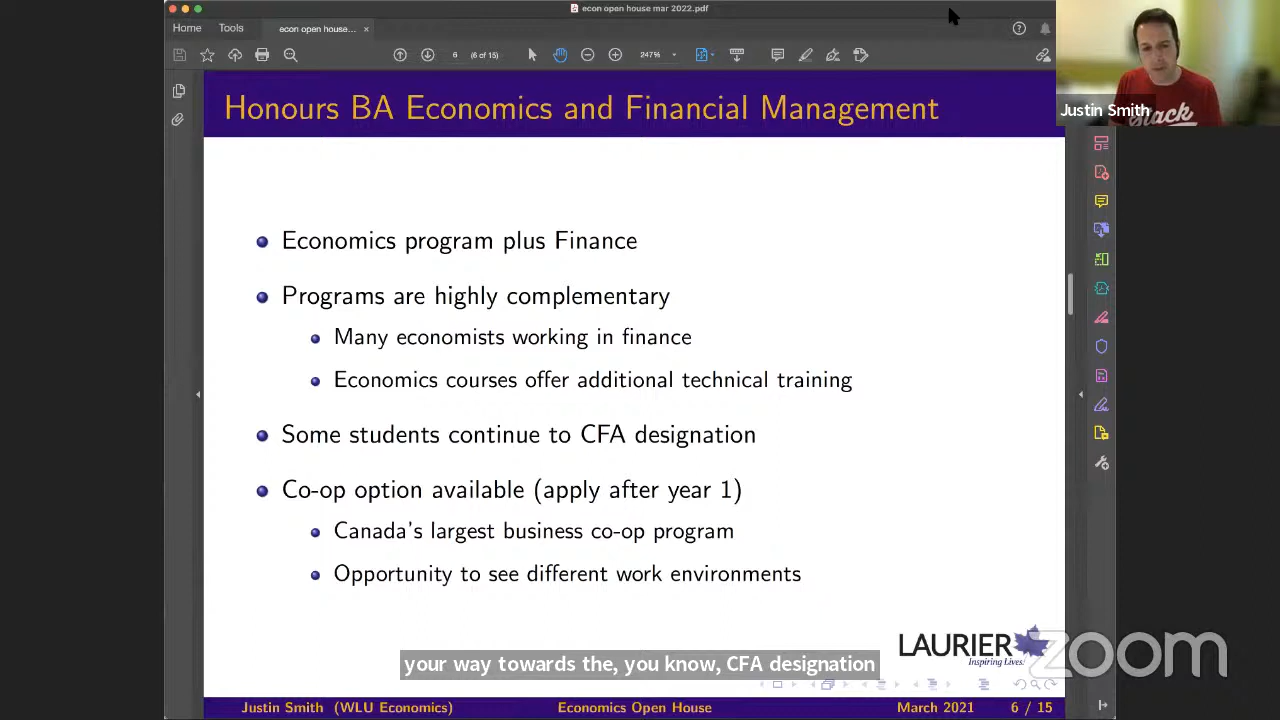 econ open house mar 2022.pdf
Home Tools econ open house... ×
6 (6 of 15) 247%
Honours BA Economics and Financial Management
Justin Smith
Economics program plus Finance
Programs are highly complementary
Many economists working in finance
Economics courses offer additional technical training
Some students continue to CFA designation
Co-op option available (apply after year 1)
Canada's largest business co-op program
Opportunity to see different work environments
LAURIER
Inspiring Lives!
zoom
your way towards the, you know, CFA designation
Justin Smith (WLU Economics) Economics Open House March 2021 6 / 15